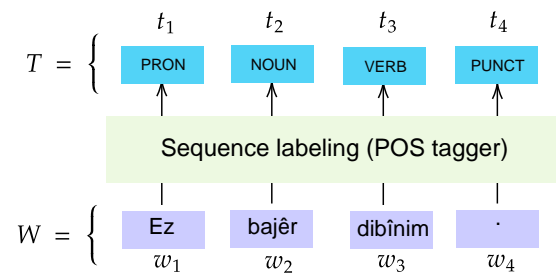 t1 t2 t3 t4
T = { PRON NOUN VERB PUNCT
Sequence labeling (POS tagger)
W = { Ez bajêr dibînim .
w1 w2 w3 w4